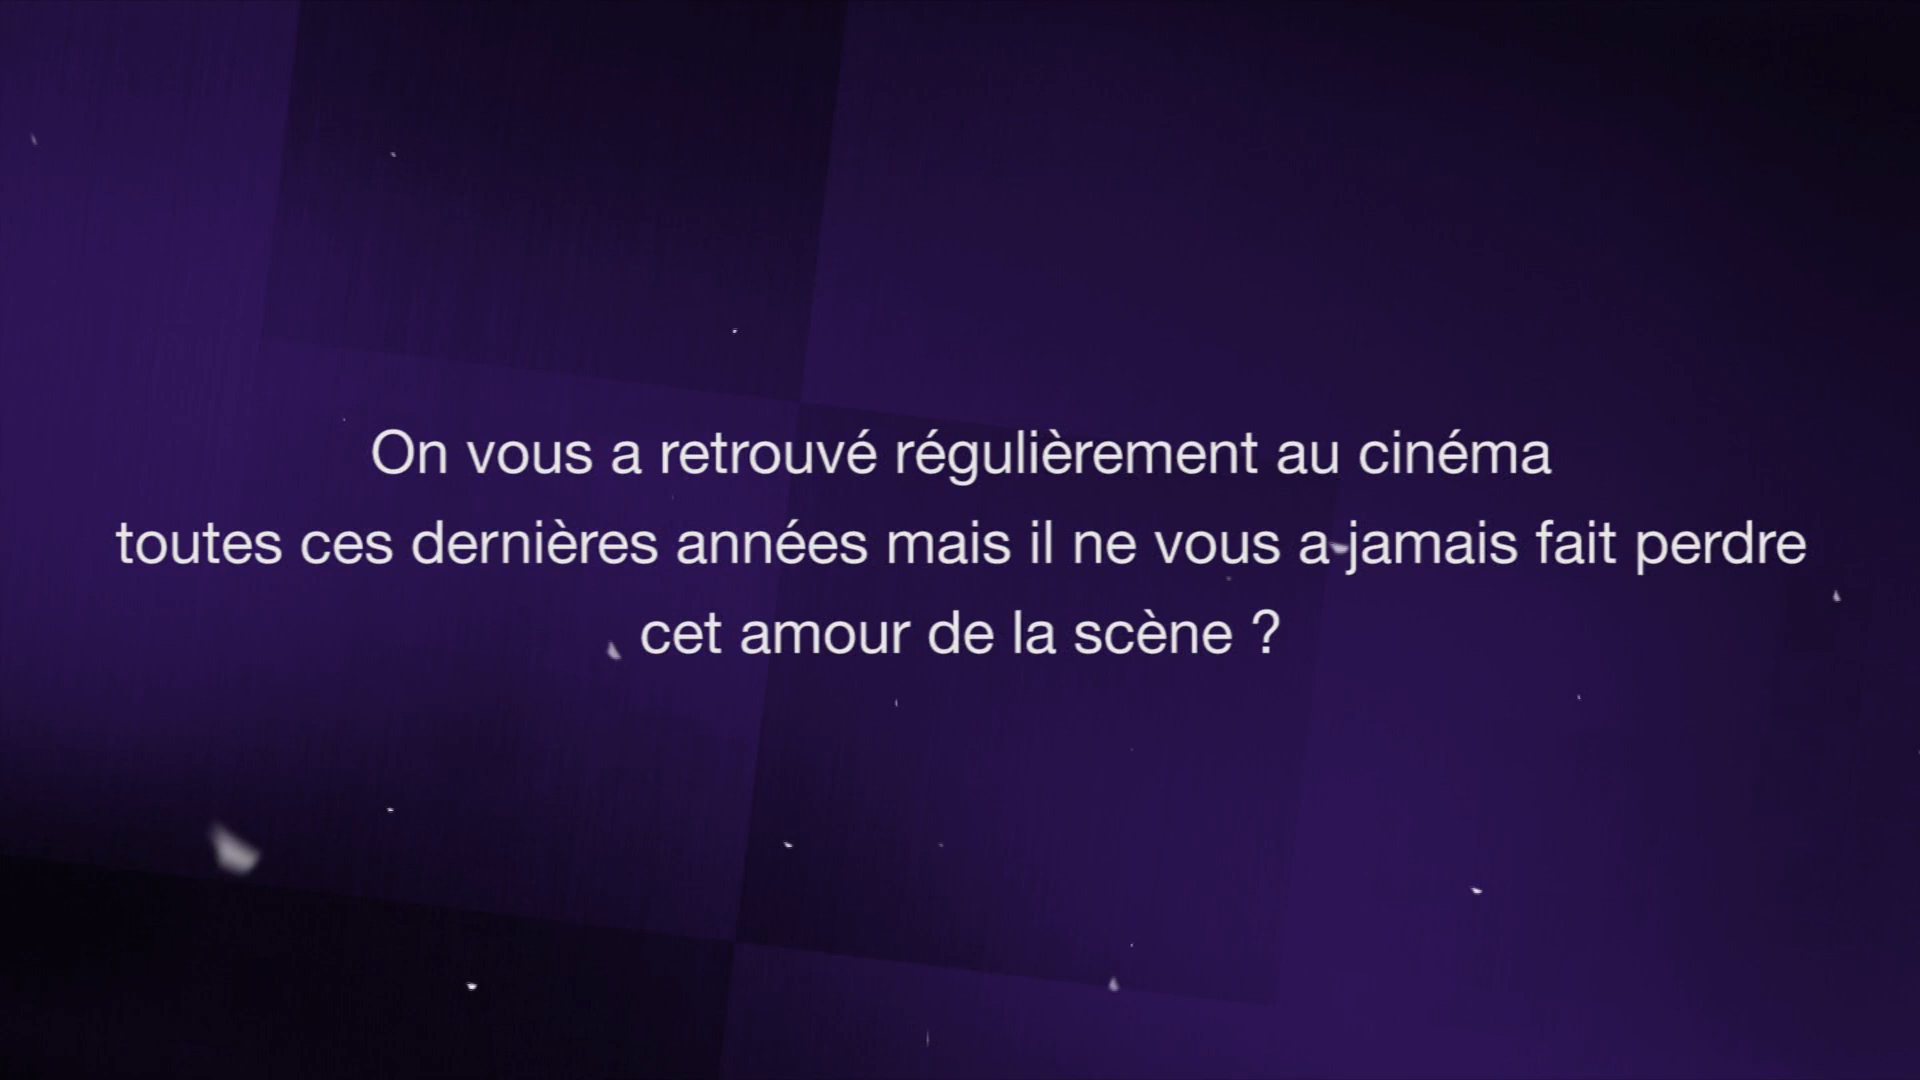 On vous a retrouvé régulièrement au cinéma
toutes ces dernières années mais il ne vous a jamais fait perdre
cet amour de la scène ?